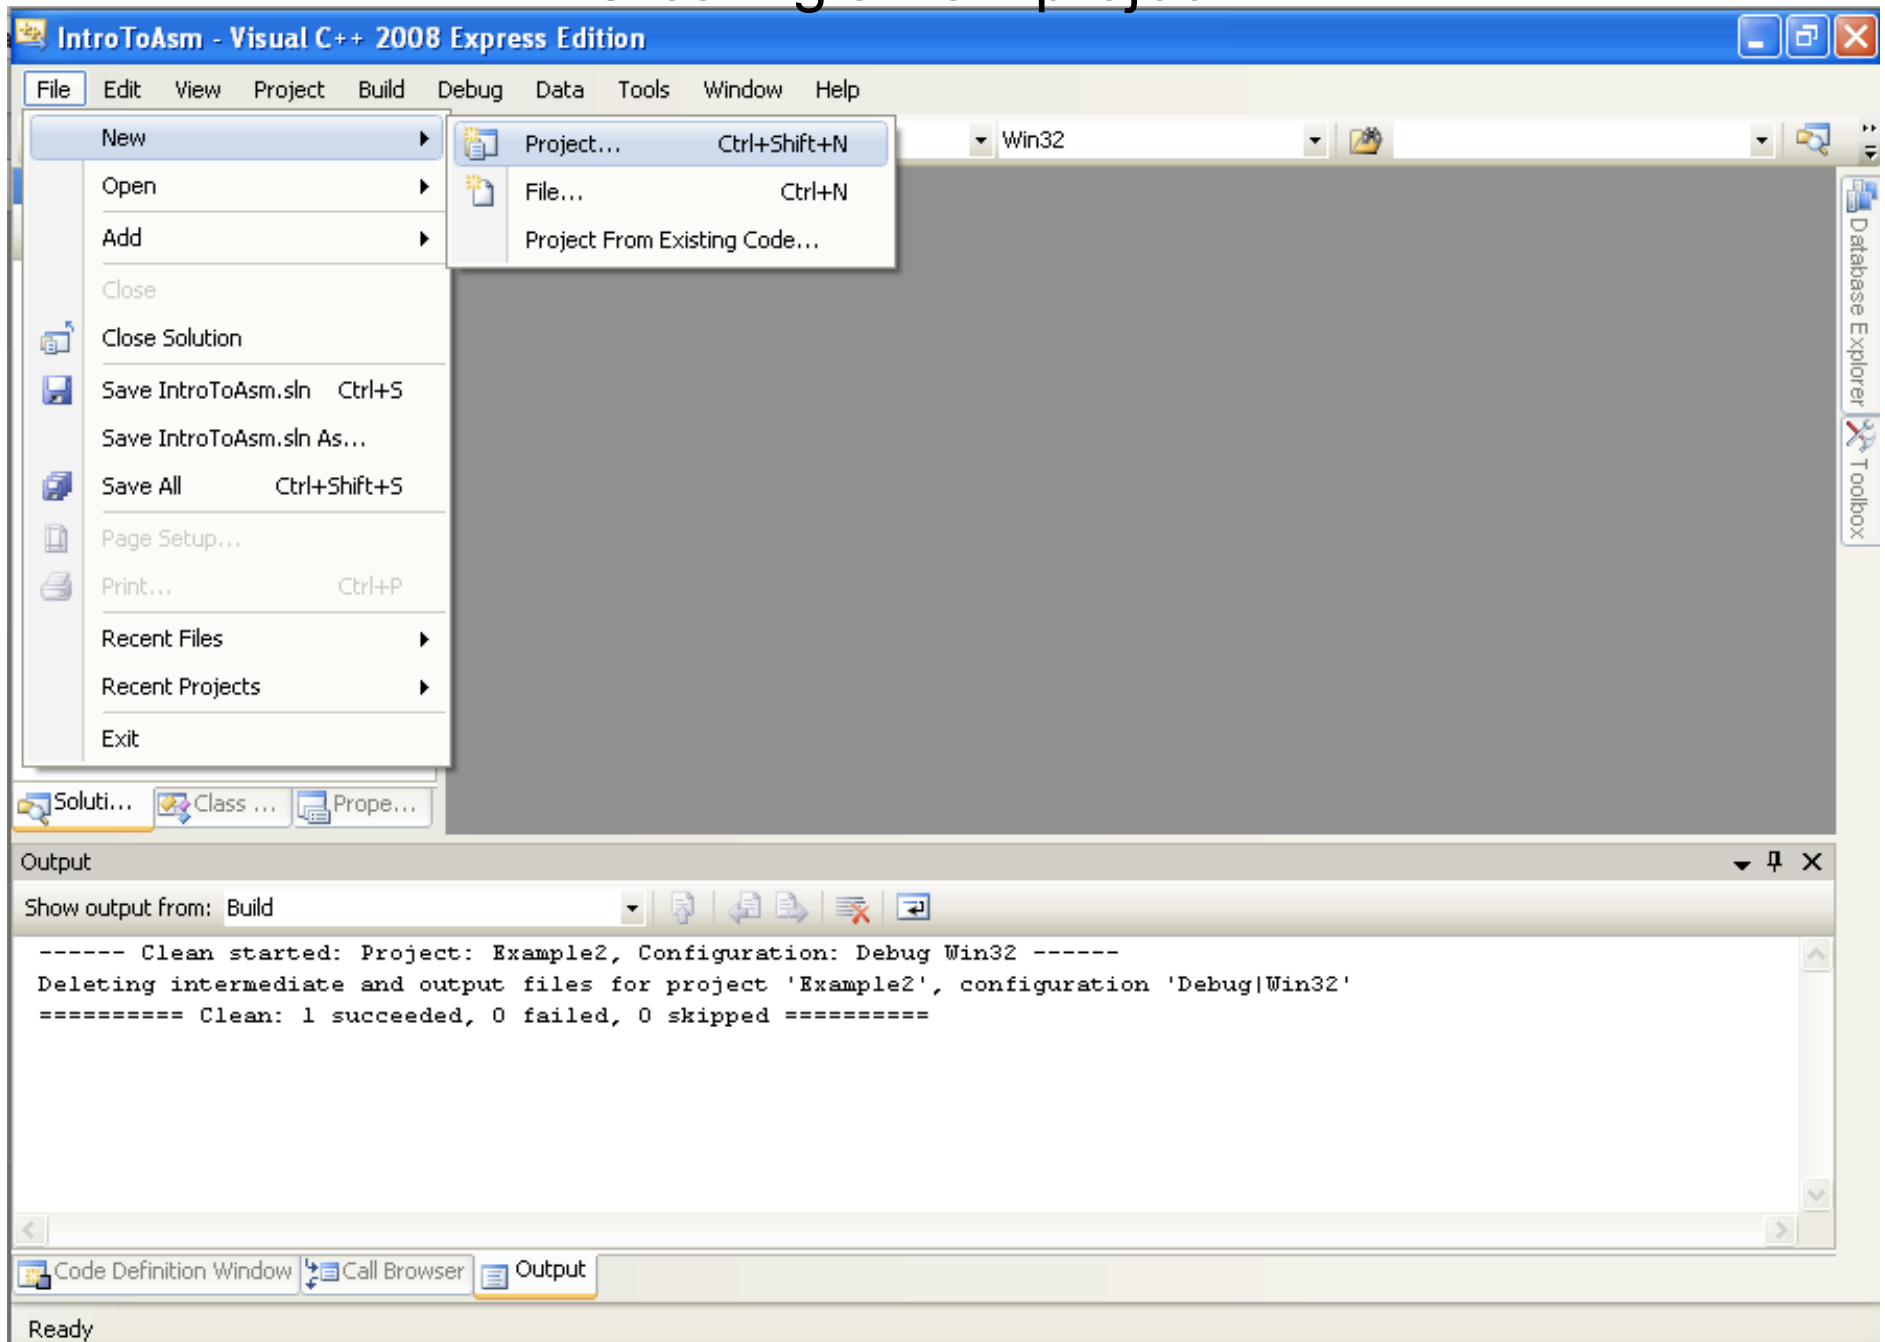 IntroToAsm - Visual C++ 2008 Express Edition
File Edit View Project Build Debug Data Tools Window Help
New
Project... Ctrl+Shift+N
Win32
Open
File... Ctrl+N
Add
Project From Existing Code...
Close
Close Solution
Save IntroToAsm.sln Ctrl+S
Save IntroToAsm.sln As...
Save All Ctrl+Shift+S
Page Setup...
Print... Ctrl+P
Recent Files
Recent Projects
Exit
Database Explorer
Toolbox
Soluti... Class ... Prope...
Output
Show output from: Build
------ Clean started: Project: Example2, Configuration: Debug Win32 ------
Deleting intermediate and output files for project 'Example2', configuration 'Debug|Win32'
========== Clean: 1 succeeded, 0 failed, 0 skipped ==========
Code Definition Window Call Browser Output
Ready